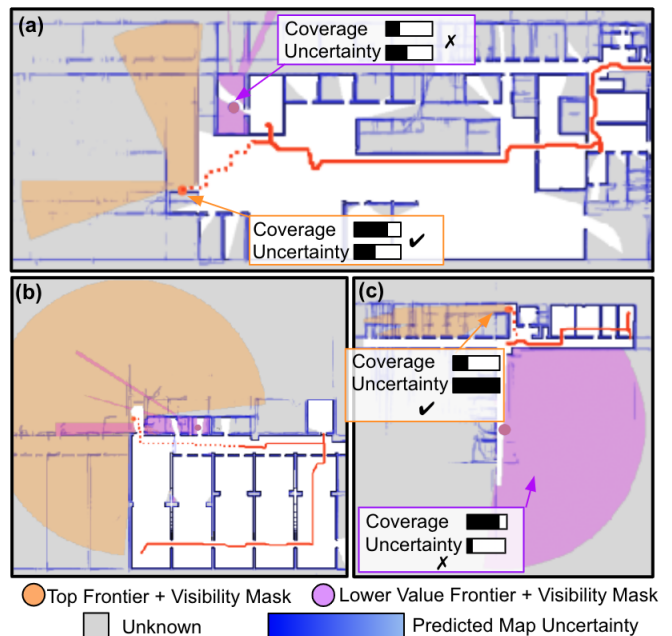 (a)
Coverage
Uncertainty ✗
Coverage
Uncertainty ✔
(b)
(c)
Coverage
Uncertainty
✔
Coverage
Uncertainty
✗
Top Frontier + Visibility Mask
Lower Value Frontier + Visibility Mask
Unknown
Predicted Map Uncertainty